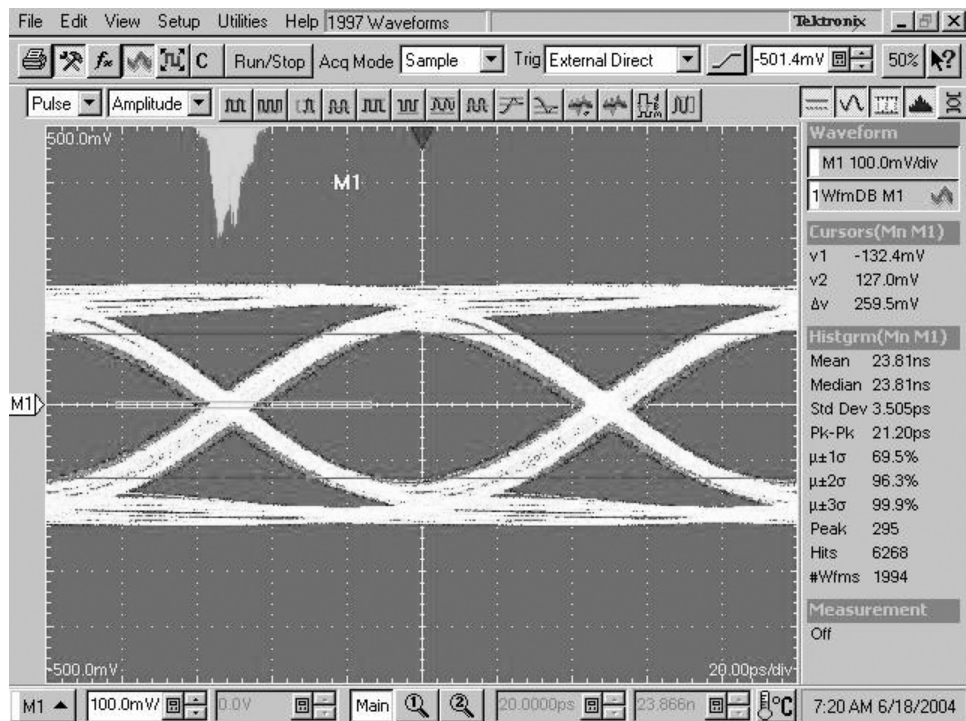 File Edit View Setup Utilities Help 1997 Waveforms Tektronix
fx C Run/Stop Acq Mode Sample Trig External Direct -501.4mV 50% ?
Pulse Amplitude
500.0mV
M1
M1
-500.0mV
20.00ps/div
Waveform
M1 100.0mV/div
1 WfmDB M1
Cursors(Mn M1)
v1 -132.4mV
v2 127.0mV
Δv 259.5mV
Histgrm(Mn M1)
Mean 23.81ns
Median 23.81ns
Std Dev 3.505ps
Pk-Pk 21.20ps
µ±1σ 69.5%
µ±2σ 96.3%
µ±3σ 99.9%
Peak 295
Hits 6268
#Wfms 1994
Measurement
Off
M1 100.0mV/ 0.0V Main 1 2 20.0000ps 23.866n °C 7:20 AM 6/18/2004